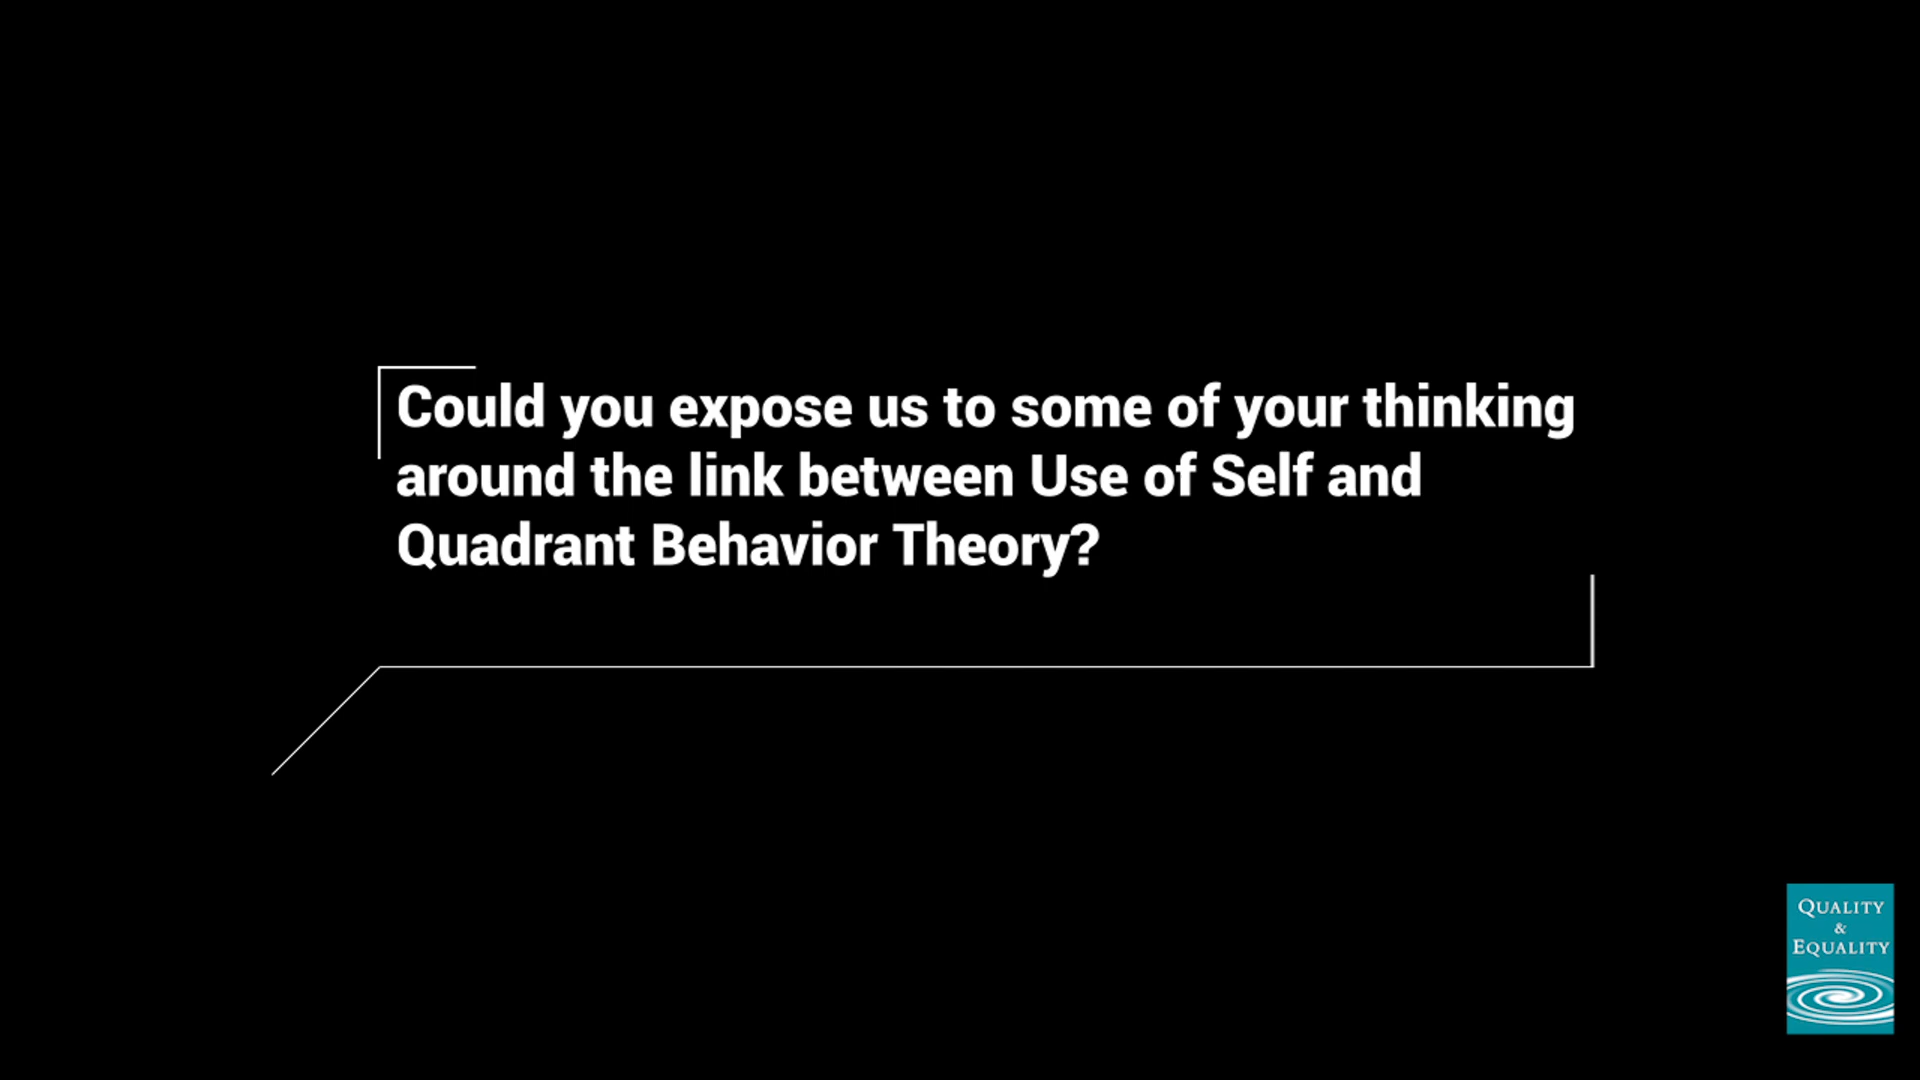 Could you expose us to some of your thinking
around the link between Use of Self and
Quadrant Behavior Theory?
QUALITY
&
EQUALITY